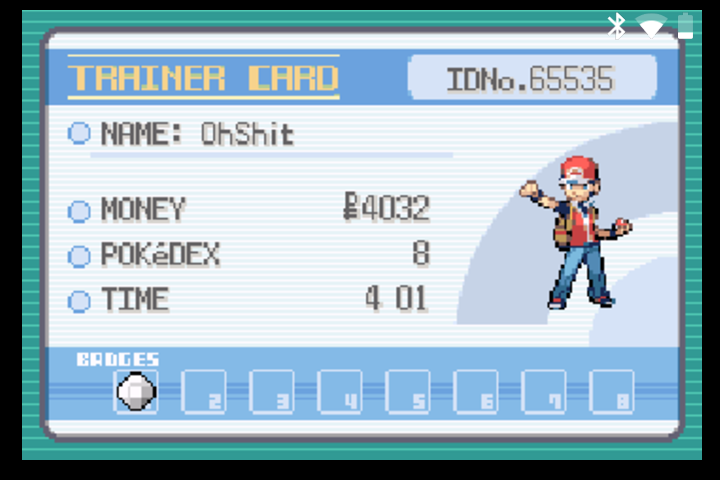 TRAINER CARD
IDNo.65535
NAME: OhShit
MONEY ₽4032
POKéDEX 8
TIME 4 01
BADGES
2 3 4 5 6 7 8